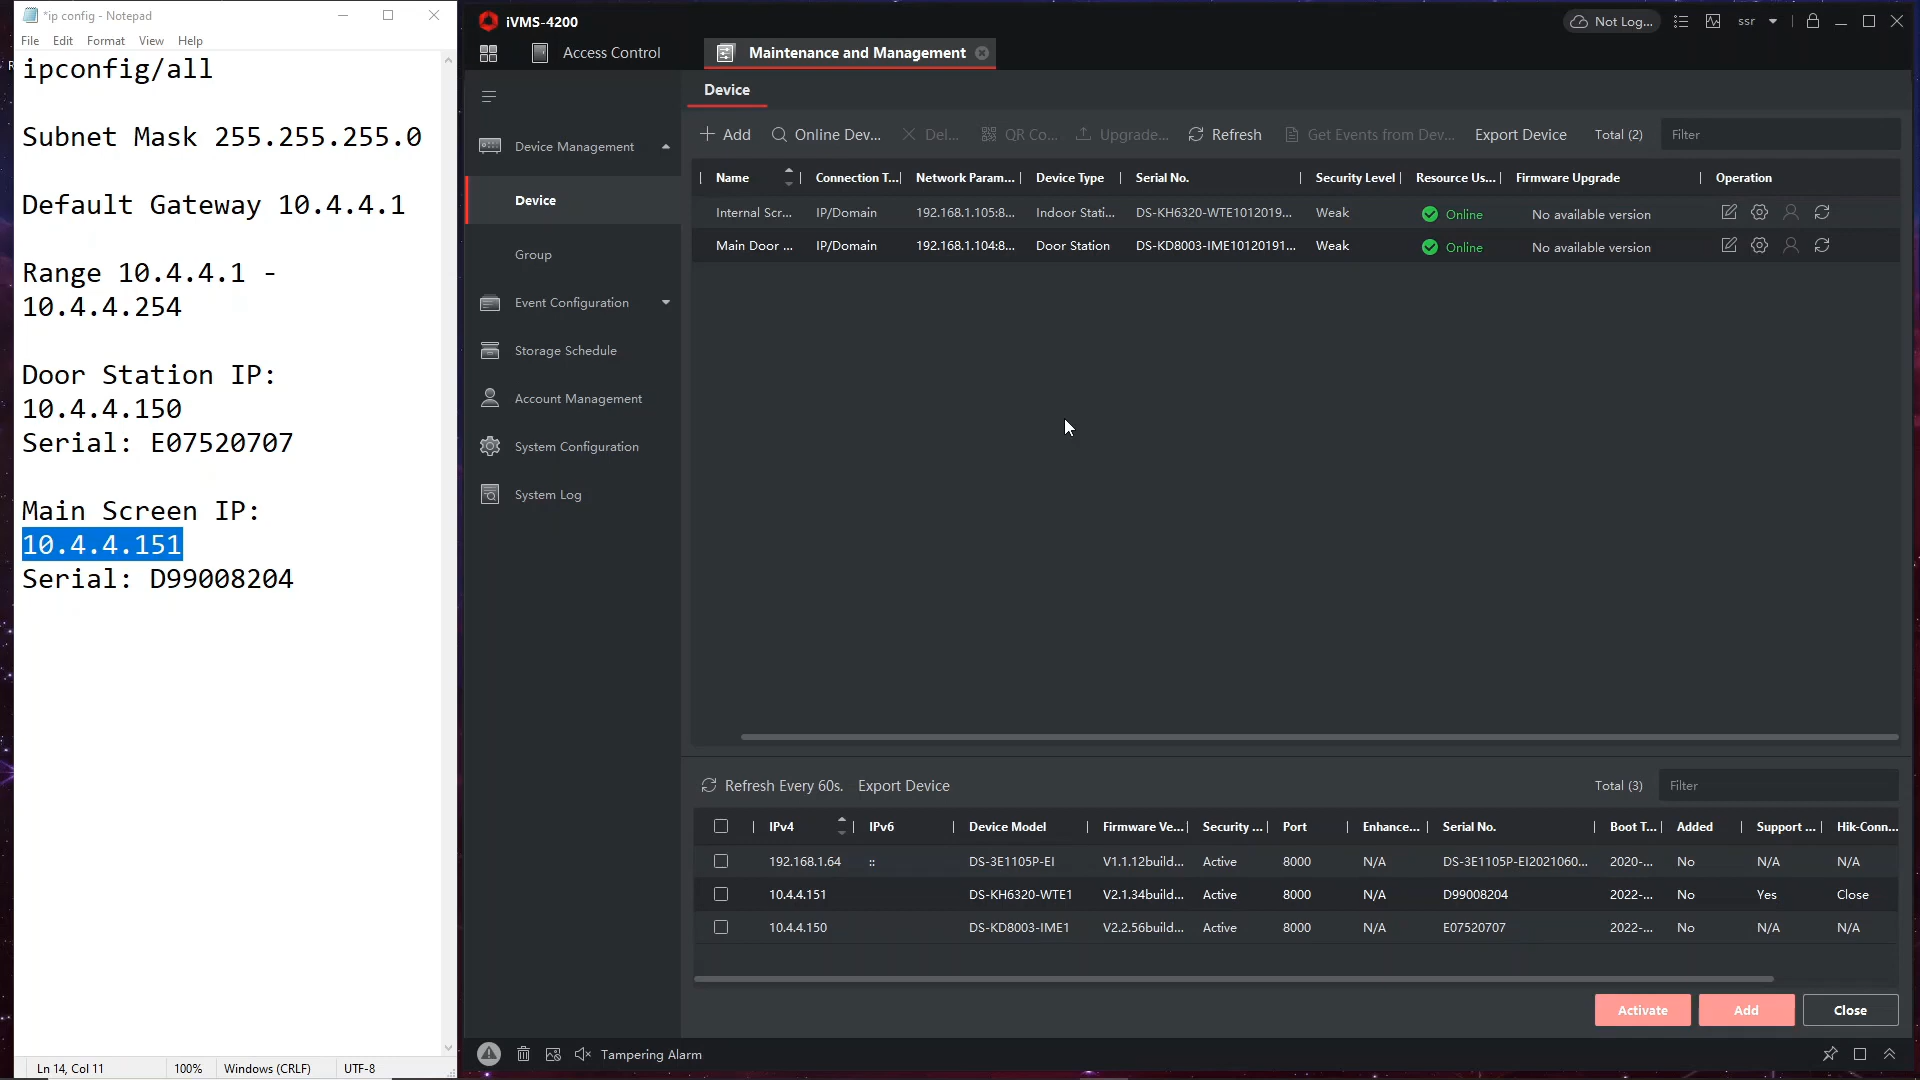 *ip config - Notepad
File Edit Format View Help
ipconfig/all
Subnet Mask 255.255.255.0
Default Gateway 10.4.4.1
Range 10.4.4.1 -
10.4.4.254
Door Station IP:
10.4.4.150
Serial: E07520707
Main Screen IP:
10.4.4.151
Serial: D99008204
Ln 14, Col 11 100% Windows (CRLF) UTF-8
iVMS-4200
Not Log... ssr
Access Control Maintenance and Management
Device
Device Management
Device
Group
Event Configuration
Storage Schedule
Account Management
System Configuration
System Log
Add Online Dev... Del... QR Co... Upgrade... Refresh Get Events from Dev... Export Device Total (2) Filter
Name Connection T... Network Param... Device Type Serial No. Security Level Resource Us... Firmware Upgrade Operation
Internal Scr... IP/Domain 192.168.1.105:8... Indoor Stati... DS-KH6320-WTE1012019... Weak Online No available version
Main Door ... IP/Domain 192.168.1.104:8... Door Station DS-KD8003-IME10120191... Weak Online No available version
Refresh Every 60s. Export Device Total (3) Filter
IPv4 IPv6 Device Model Firmware Ve... Security ... Port Enhance... Serial No. Boot T... Added Support ... Hik-Conn...
192.168.1.64 :: DS-3E1105P-EI V1.1.12build... Active 8000 N/A DS-3E1105P-EI2021060... 2020-... No N/A N/A
10.4.4.151 DS-KH6320-WTE1 V2.1.34build... Active 8000 N/A D99008204 2022-... No Yes Close
10.4.4.150 DS-KD8003-IME1 V2.2.56build... Active 8000 N/A E07520707 2022-... No N/A N/A
Activate Add Close
Tampering Alarm